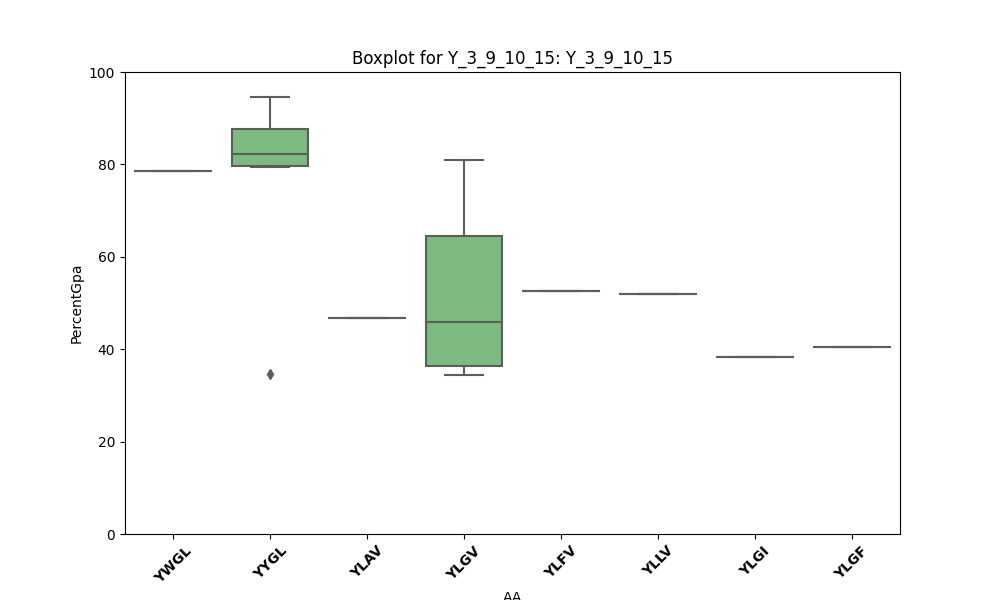 Boxplot for Y_3_9_10_15: Y_3_9_10_15
100
80
60
40
20
0
PercentGpa
YWGL YYGL YLAV YLGV YLFV YLLV YLGI YLGF
AA